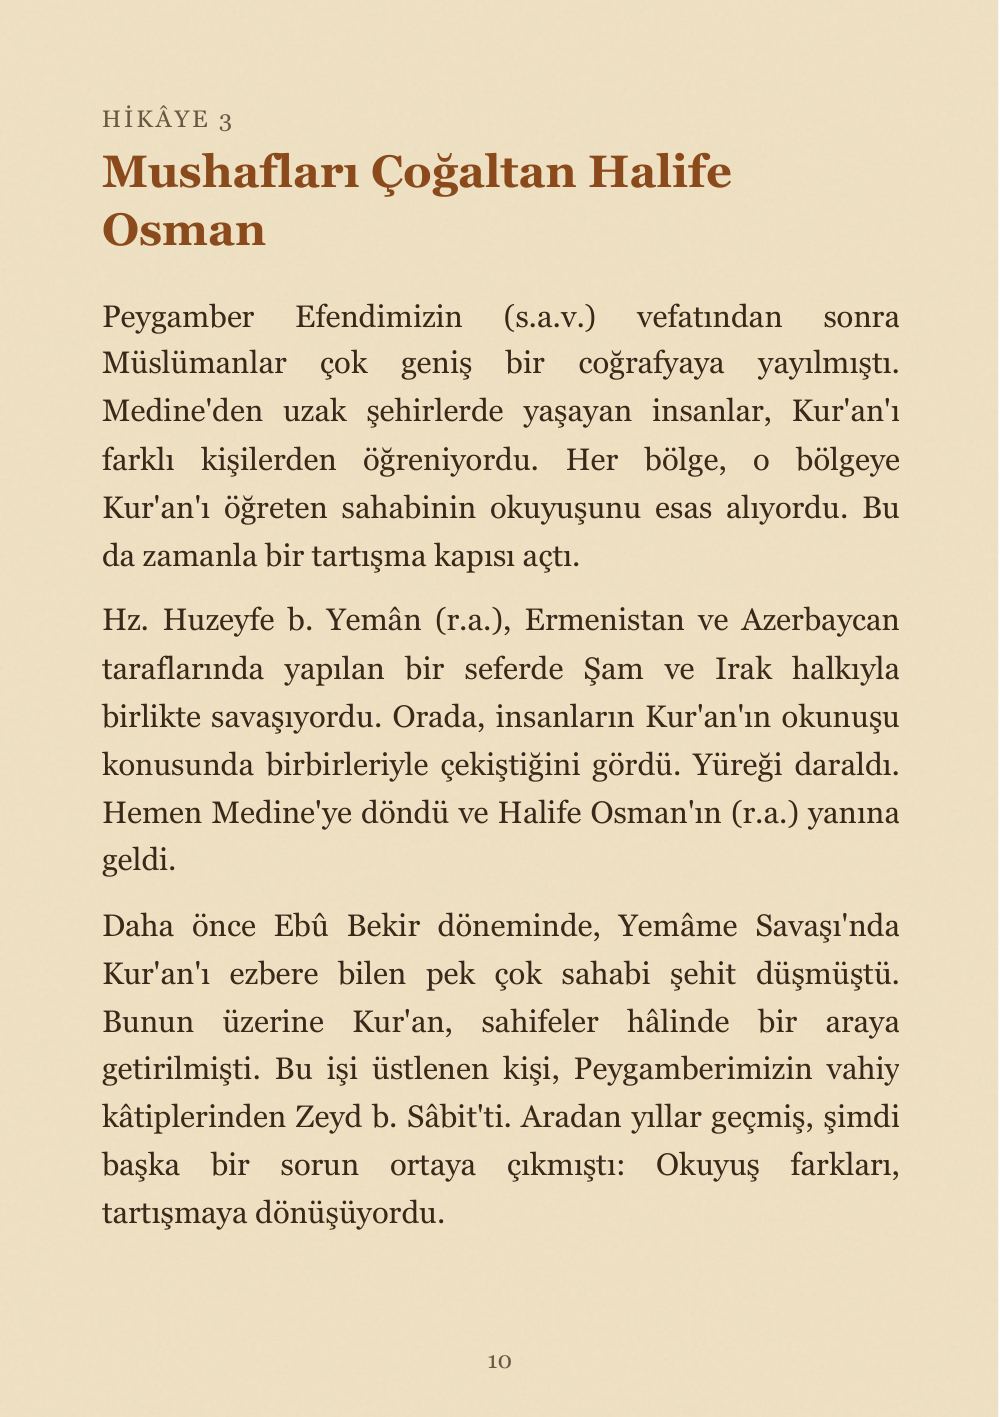 HİKÂYE 3
Mushafları Çoğaltan Halife
Osman
Peygamber Efendimizin (s.a.v.) vefatından sonra
Müslümanlar çok geniş bir coğrafyaya yayılmıştı.
Medine'den uzak şehirlerde yaşayan insanlar, Kur'an'ı
farklı kişilerden öğreniyordu. Her bölge, o bölgeye
Kur'an'ı öğreten sahabinin okuyuşunu esas alıyordu. Bu
da zamanla bir tartışma kapısı açtı.
Hz. Huzeyfe b. Yemân (r.a.), Ermenistan ve Azerbaycan
taraflarında yapılan bir seferde Şam ve Irak halkıyla
birlikte savaşıyordu. Orada, insanların Kur'an'ın okunuşu
konusunda birbirleriyle çekiştiğini gördü. Yüreği daraldı.
Hemen Medine'ye döndü ve Halife Osman'ın (r.a.) yanına
geldi.
Daha önce Ebû Bekir döneminde, Yemâme Savaşı'nda
Kur'an'ı ezbere bilen pek çok sahabi şehit düşmüştü.
Bunun üzerine Kur'an, sahifeler hâlinde bir araya
getirilmişti. Bu işi üstlenen kişi, Peygamberimizin vahiy
kâtiplerinden Zeyd b. Sâbit'ti. Aradan yıllar geçmiş, şimdi
başka bir sorun ortaya çıkmıştı: Okuyuş farkları,
tartışmaya dönüşüyordu.
10